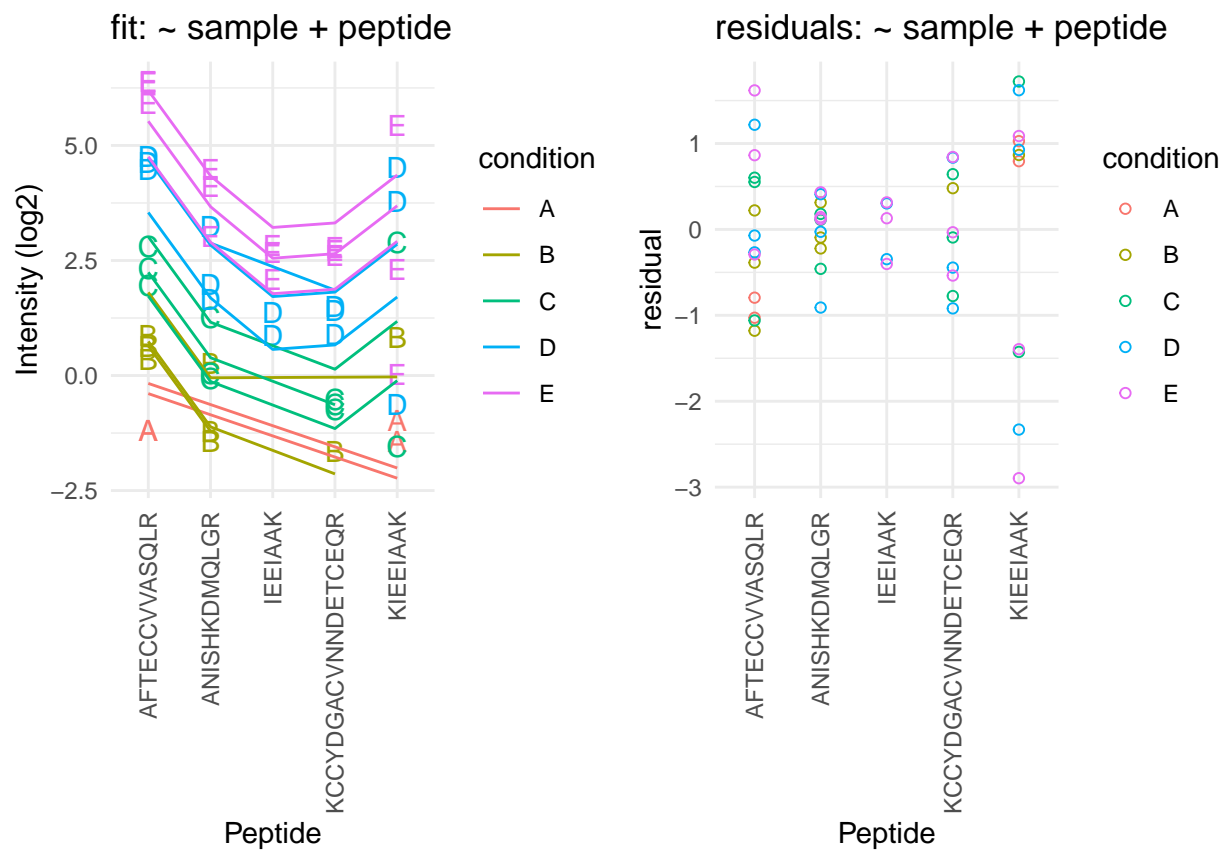 fit: ~ sample + peptide
Intensity (log2)
5.0
2.5
0.0
−2.5
E
E
E
E
E
E
E
E
E
E
E
E
E
E
D
D
D
D
D
D
D
D
D
D
D
D
D
D
C
C
C
C
C
C
C
C
C
C
C
B
B
B
B
B
B
B
B
A
A
A
AFTECCVVASQLR
ANISHKDMQLGR
IEEIAAK
KCCYDGACVNNDETCEQR
KIEEIAAK
Peptide
condition
A
B
C
D
E
residuals: ~ sample + peptide
residual
1
0
−1
−2
−3
AFTECCVVASQLR
ANISHKDMQLGR
IEEIAAK
KCCYDGACVNNDETCEQR
KIEEIAAK
Peptide
condition
A
B
C
D
E